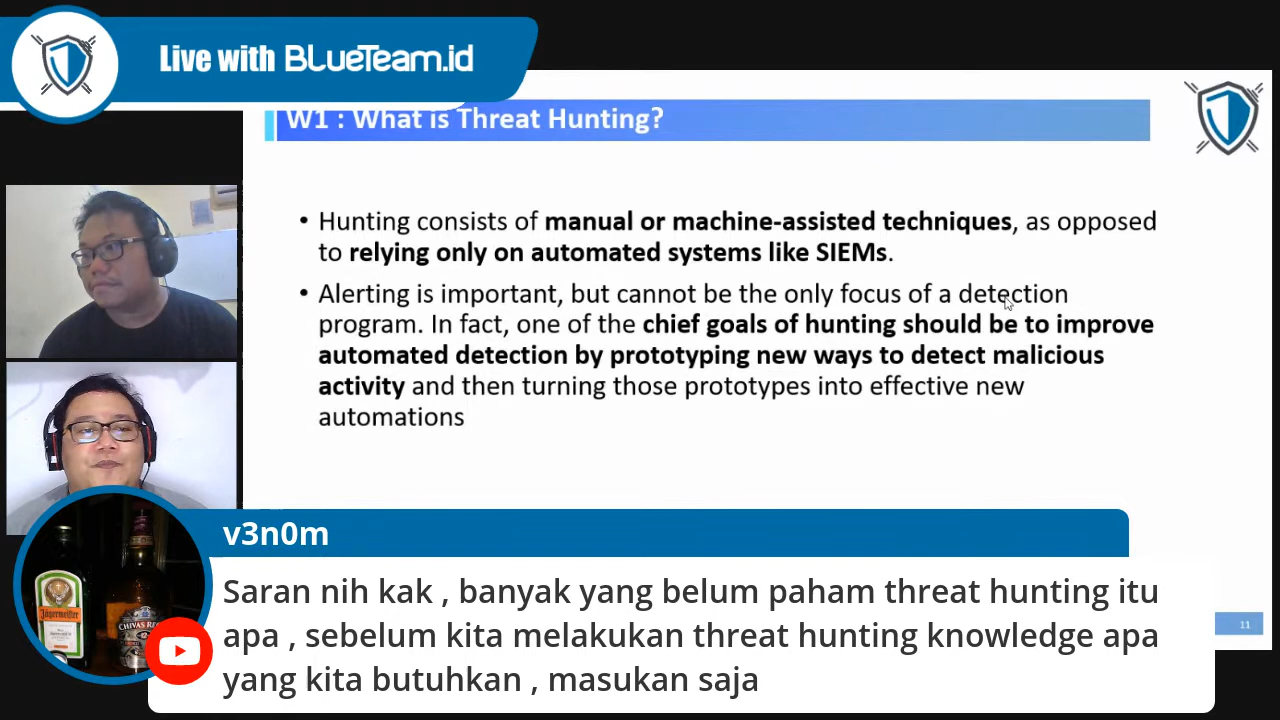 Live with BLueTeam.id
W1 : What is Threat Hunting?
• Hunting consists of manual or machine-assisted techniques, as opposed
to relying only on automated systems like SIEMs.
• Alerting is important, but cannot be the only focus of a detection
program. In fact, one of the chief goals of hunting should be to improve
automated detection by prototyping new ways to detect malicious
activity and then turning those prototypes into effective new
automations
v3n0m
Jägermeister
CHIVAS
Saran nih kak , banyak yang belum paham threat hunting itu
apa , sebelum kita melakukan threat hunting knowledge apa
yang kita butuhkan , masukan saja
11